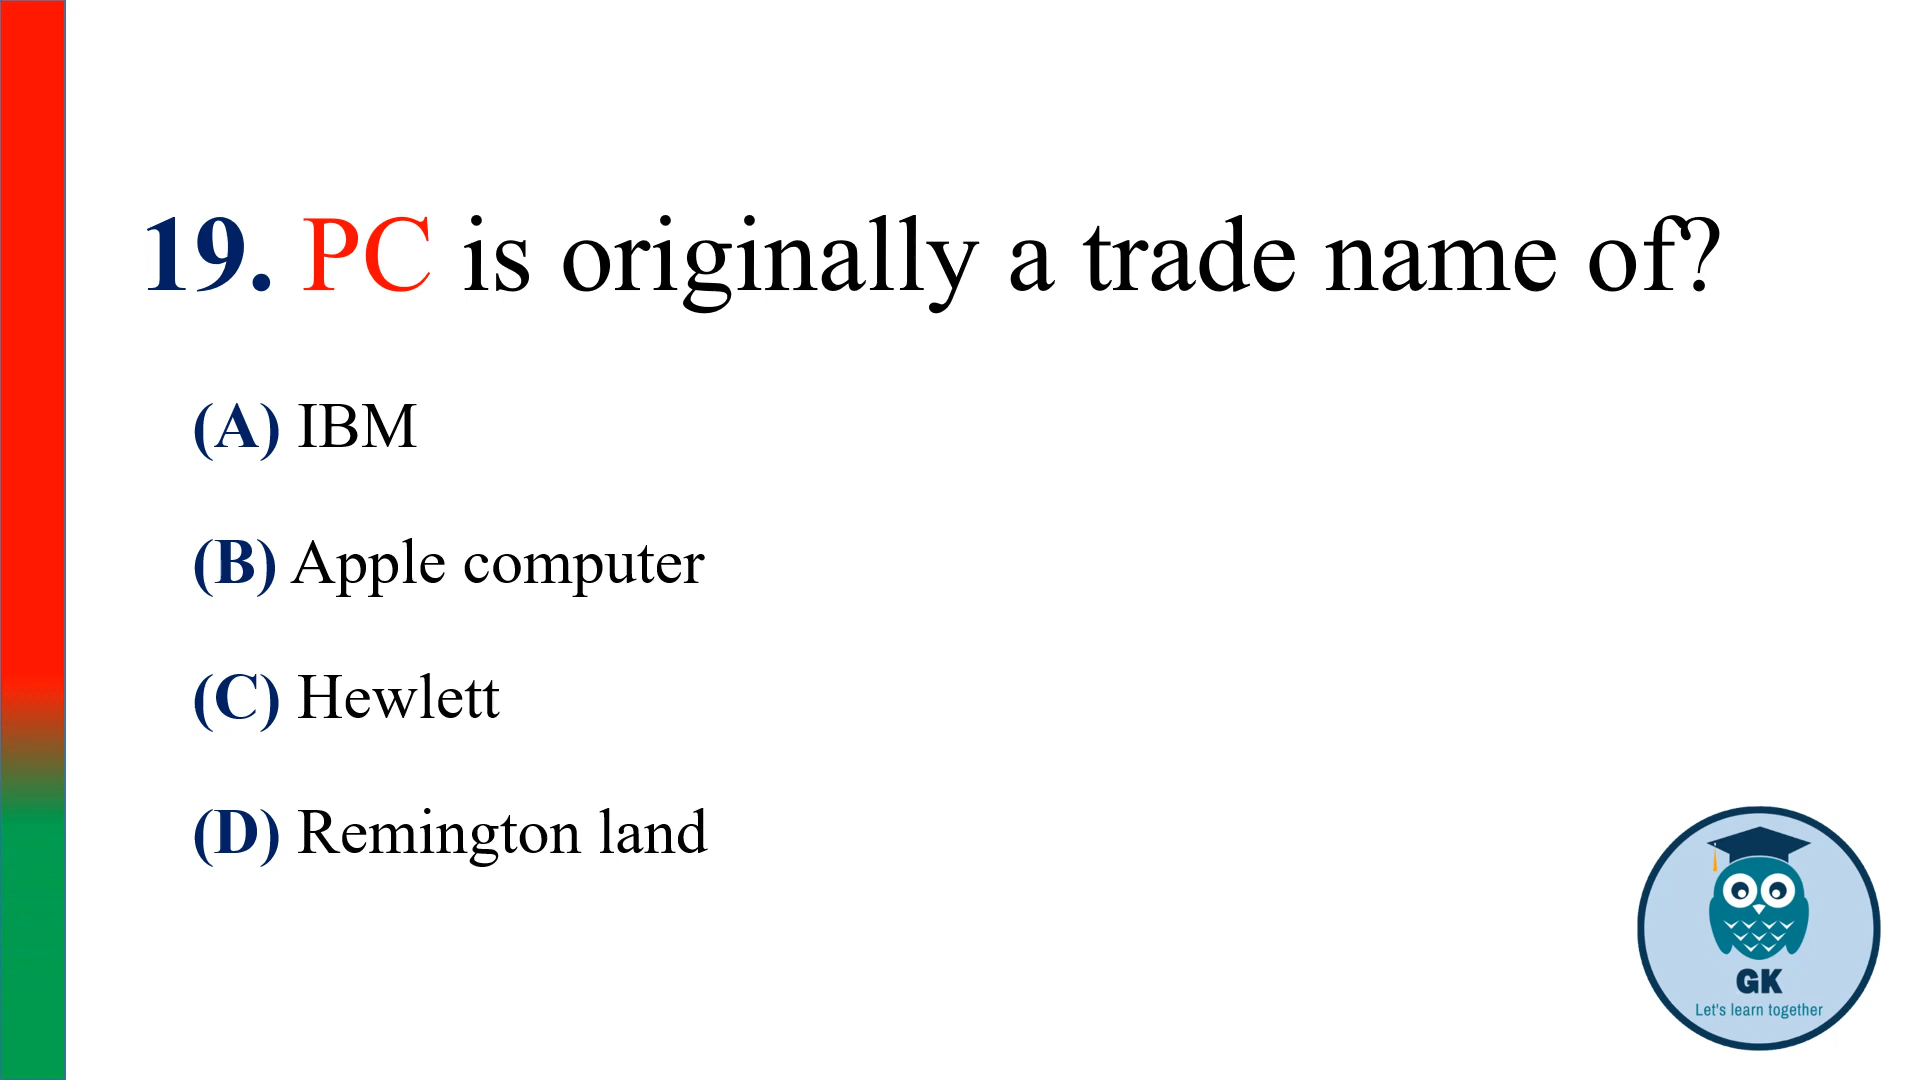 19. PC is originally a trade name of?
(A) IBM
(B) Apple computer
(C) Hewlett
(D) Remington land
GK
Let's learn together